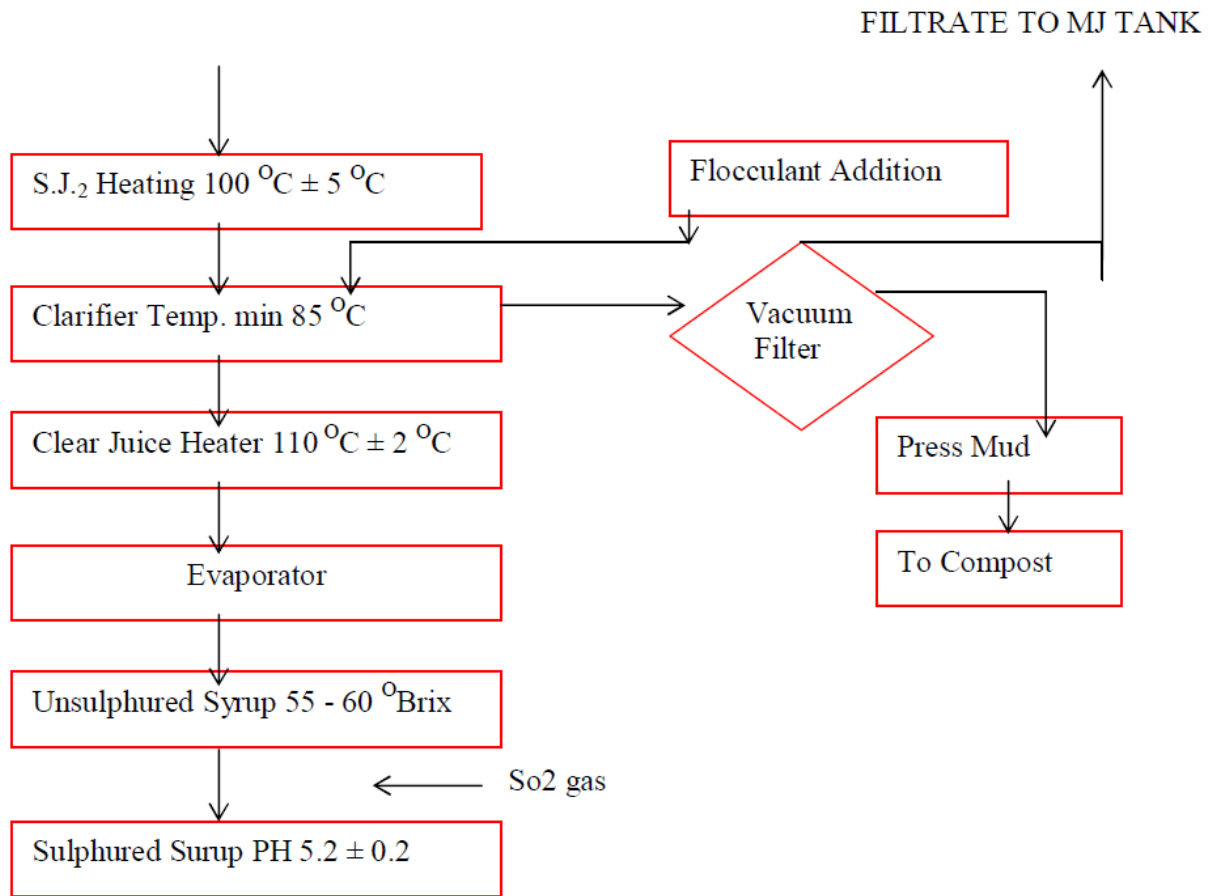 FILTRATE TO MJ TANK
S.J.₂ Heating 100 ᴼC ± 5 ᴼC
Flocculant Addition
Clarifier Temp. min 85 ᴼC
Vacuum
Filter
Clear Juice Heater 110 ᴼC ± 2 ᴼC
Press Mud
Evaporator
To Compost
Unsulphured Syrup 55 - 60 ᴼBrix
So2 gas
Sulphured Surup PH 5.2 ± 0.2